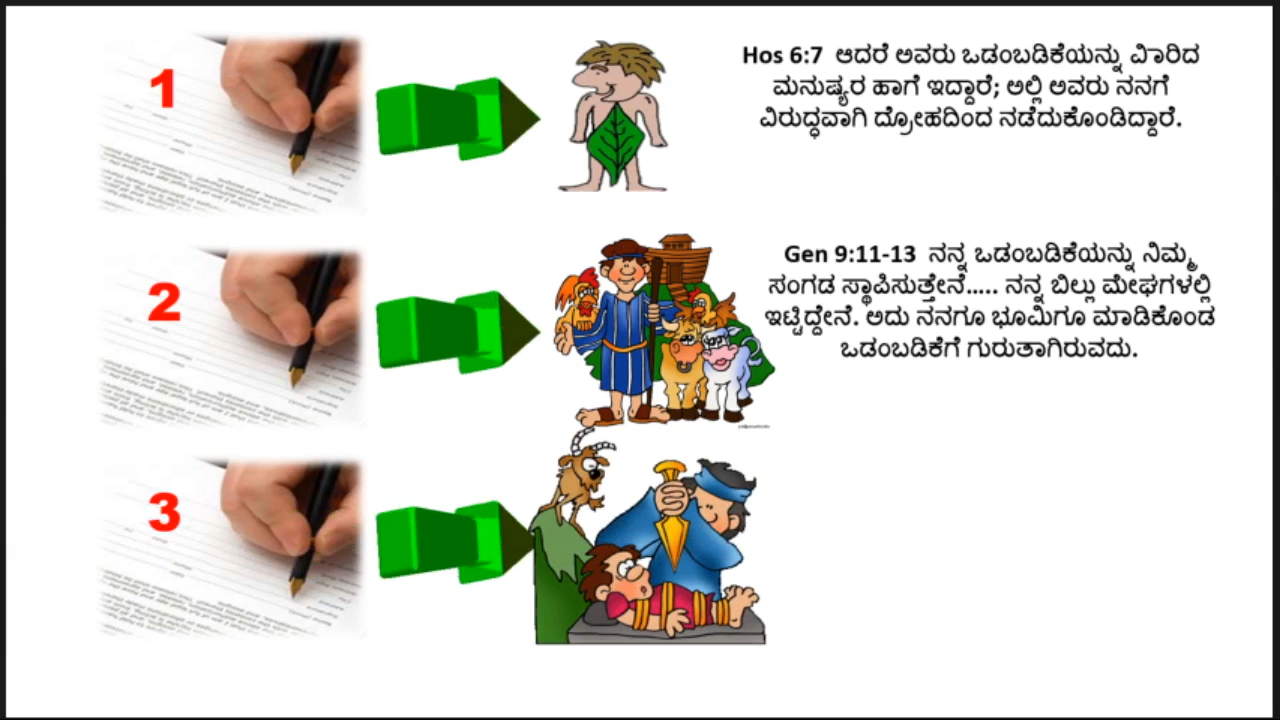 1
Hos 6:7 ಆದರೆ ಅವರು ಒಡಂಬಡಿಕೆಯನ್ನು ವಿಾರಿದ
ಮನುಷ್ಯರ ಹಾಗೆ ಇದ್ದಾರೆ; ಅಲ್ಲಿ ಅವರು ನನಗೆ
ವಿರುದ್ಧವಾಗಿ ದ್ರೋಹದಿಂದ ನಡೆದುಕೊಂಡಿದ್ದಾರೆ.
2
Gen 9:11-13 ನನ್ನ ಒಡಂಬಡಿಕೆಯನ್ನು ನಿಮ್ಮ
ಸಂಗಡ ಸ್ಥಾಪಿಸುತ್ತೇನೆ..... ನನ್ನ ಬಿಲ್ಲು ಮೇಘಗಳಲ್ಲಿ
ಇಟ್ಟಿದ್ದೇನೆ. ಅದು ನನಗೂ ಭೂಮಿಗೂ ಮಾಡಿಕೊಂಡ
ಒಡಂಬಡಿಕೆಗೆ ಗುರುತಾಗಿರುವದು.
3